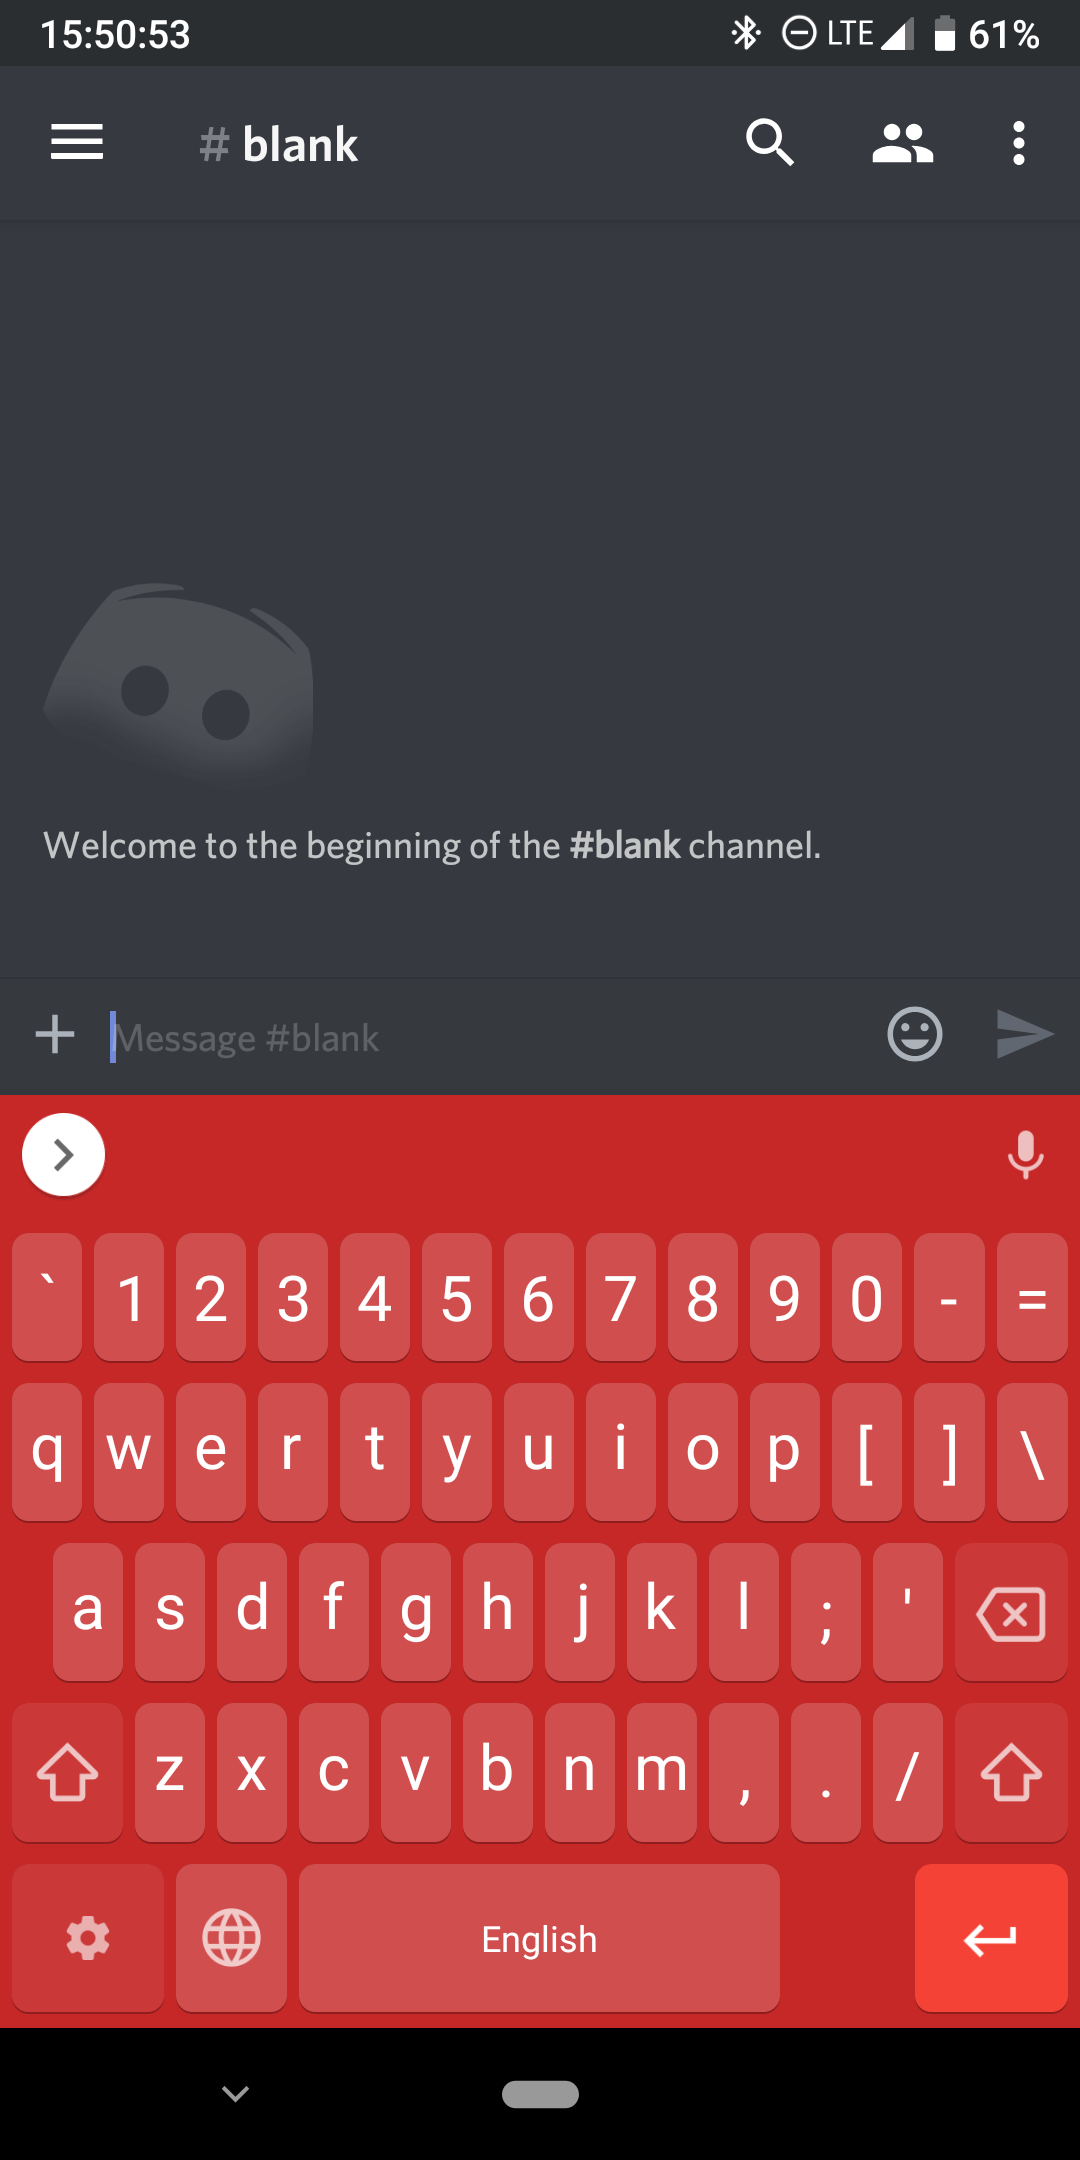 15:50:53 LTE 61%
# blank
Welcome to the beginning of the #blank channel.
Message #blank
` 1 2 3 4 5 6 7 8 9 0 - =
q w e r t y u i o p [ ] \
a s d f g h j k l ; '
z x c v b n m , . /
English